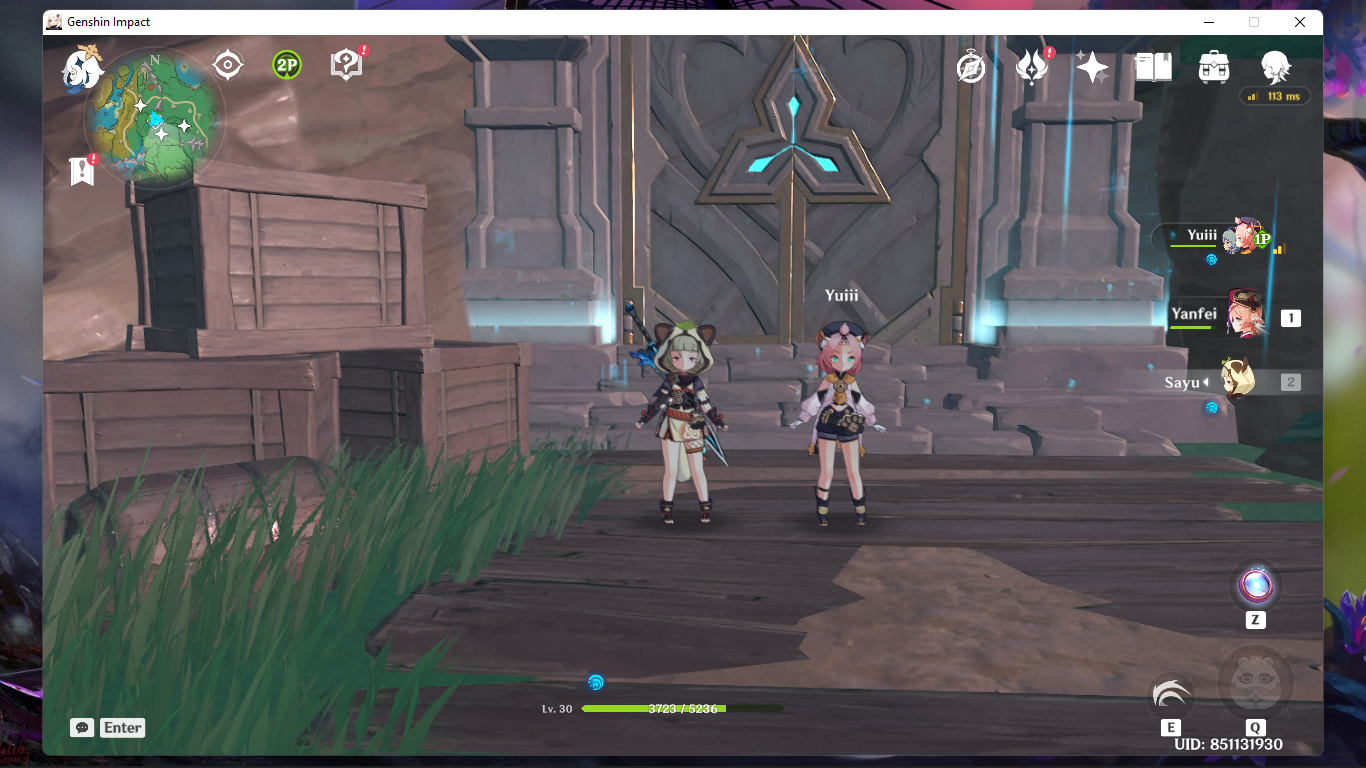 Genshin Impact
N
2P
113 ms
Yuiii
1P
Yuiii
Yanfei
1
Sayu
2
Z
Lv. 30
3723 / 5236
Enter
E
Q
UID: 851131930